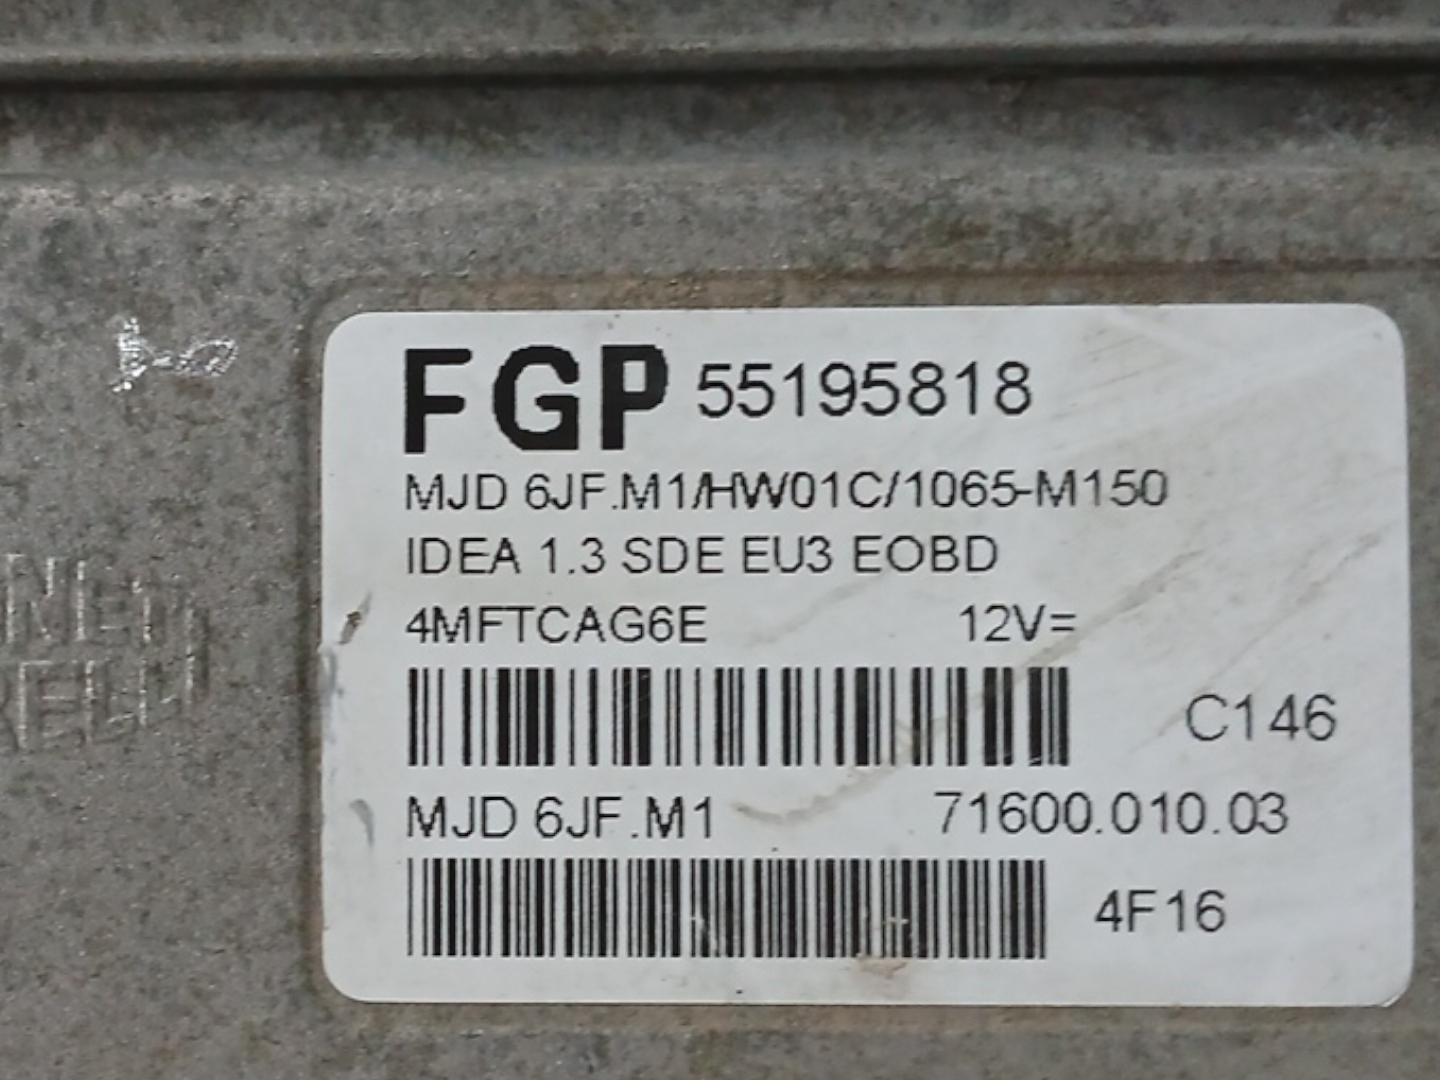 FGP 55195818
MJD 6JF.M1/HW01C/1065-M150
IDEA 1.3 SDE EU3 EOBD
4MFTCAG6E 12V=
C146
MJD 6JF.M1 71600.010.03
4F16